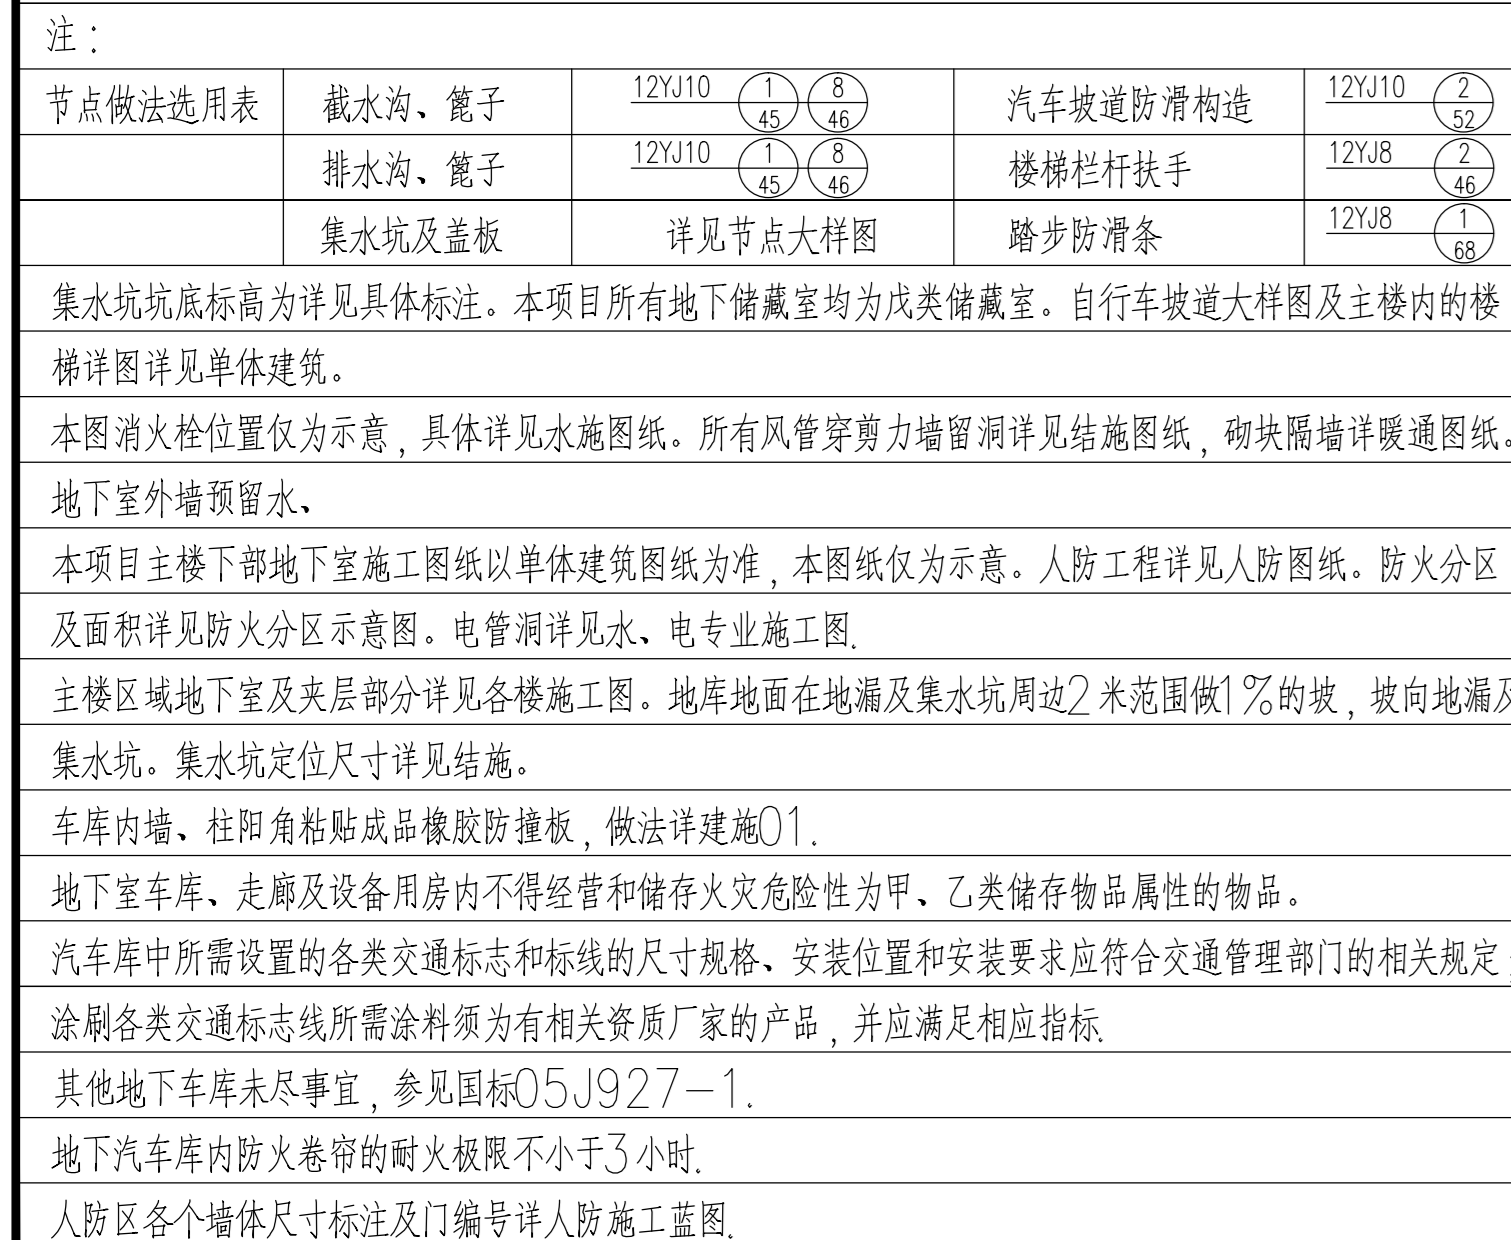 注：
节点做法选用表 截水沟、篦子 12YJ10 1 45 8 46 汽车坡道防滑构造 12YJ10 2 52
排水沟、篦子 12YJ10 1 45 8 46 楼梯栏杆扶手 12YJ8 2 46
集水坑及盖板 详见节点大样图 踏步防滑条 12YJ8 1 68
集水坑坑底标高为详见具体标注。本项目所有地下储藏室均为戊类储藏室。自行车坡道大样图及主楼内的楼
梯详图详见单体建筑。
本图消火栓位置仅为示意，具体详见水施图纸。所有风管穿剪力墙留洞详见结施图纸，砌块隔墙详暖通图纸。
地下室外墙预留水、
本项目主楼下部地下室施工图纸以单体建筑图纸为准，本图纸仅为示意。人防工程详见人防图纸。防火分区
及面积详见防火分区示意图。电管洞详见水、电专业施工图.
主楼区域地下室及夹层部分详见各楼施工图。地库地面在地漏及集水坑周边2米范围做1%的坡，坡向地漏及
集水坑。集水坑定位尺寸详见结施。
车库内墙、柱阳角粘贴成品橡胶防撞板，做法详建施01.
地下室车库、走廊及设备用房内不得经营和储存火灾危险性为甲、乙类储存物品属性的物品。
汽车库中所需设置的各类交通标志和标线的尺寸规格、安装位置和安装要求应符合交通管理部门的相关规定；
涂刷各类交通标志线所需涂料须为有相关资质厂家的产品，并应满足相应指标.
其他地下车库未尽事宜，参见国标05J927-1.
地下汽车库内防火卷帘的耐火极限不小于3小时.
人防区各个墙体尺寸标注及门编号详人防施工蓝图.